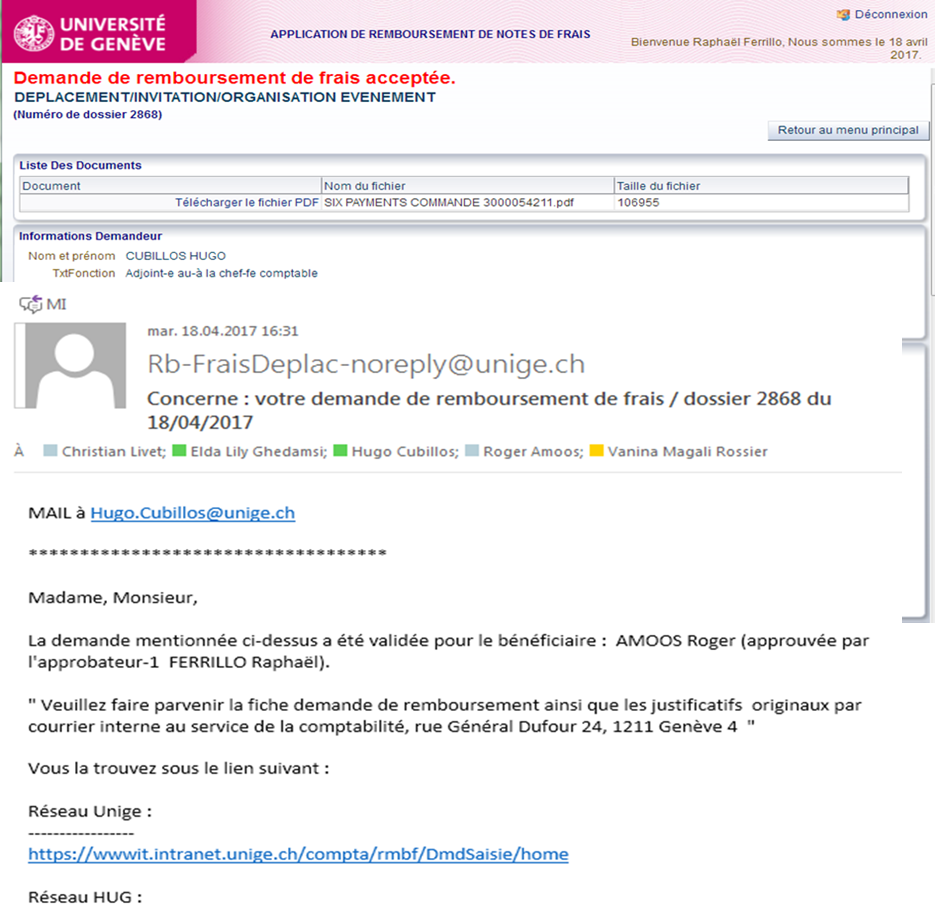 UNIVERSITÉ
DE GENÈVE
APPLICATION DE REMBOURSEMENT DE NOTES DE FRAIS
Déconnexion
Bienvenue Raphaël Ferrillo, Nous sommes le 18 avril
2017.
Demande de remboursement de frais acceptée.
DEPLACEMENT/INVITATION/ORGANISATION EVENEMENT
(Numéro de dossier 2868)
Retour au menu principal
Liste Des Documents
Document Nom du fichier Taille du fichier
Télécharger le fichier PDF SIX PAYMENTS COMMANDE 3000054211.pdf 106955
Informations Demandeur
Nom et prénom CUBILLOS HUGO
TxtFonction Adjoint-e au-à la chef-fe comptable
MI
mar. 18.04.2017 16:31
Rb-FraisDeplac-noreply@unige.ch
Concerne : votre demande de remboursement de frais / dossier 2868 du
18/04/2017
À Christian Livet; Elda Lily Ghedamsi; Hugo Cubillos; Roger Amoos; Vanina Magali Rossier
MAIL à Hugo.Cubillos@unige.ch
***********************************
Madame, Monsieur,
La demande mentionnée ci-dessus a été validée pour le bénéficiaire : AMOOS Roger (approuvée par
l'approbateur-1 FERRILLO Raphaël).
" Veuillez faire parvenir la fiche demande de remboursement ainsi que les justificatifs originaux par
courrier interne au service de la comptabilité, rue Général Dufour 24, 1211 Genève 4 "
Vous la trouvez sous le lien suivant :
Réseau Unige :
-----------------
https://wwwit.intranet.unige.ch/compta/rmbf/DmdSaisie/home
Réseau HUG :